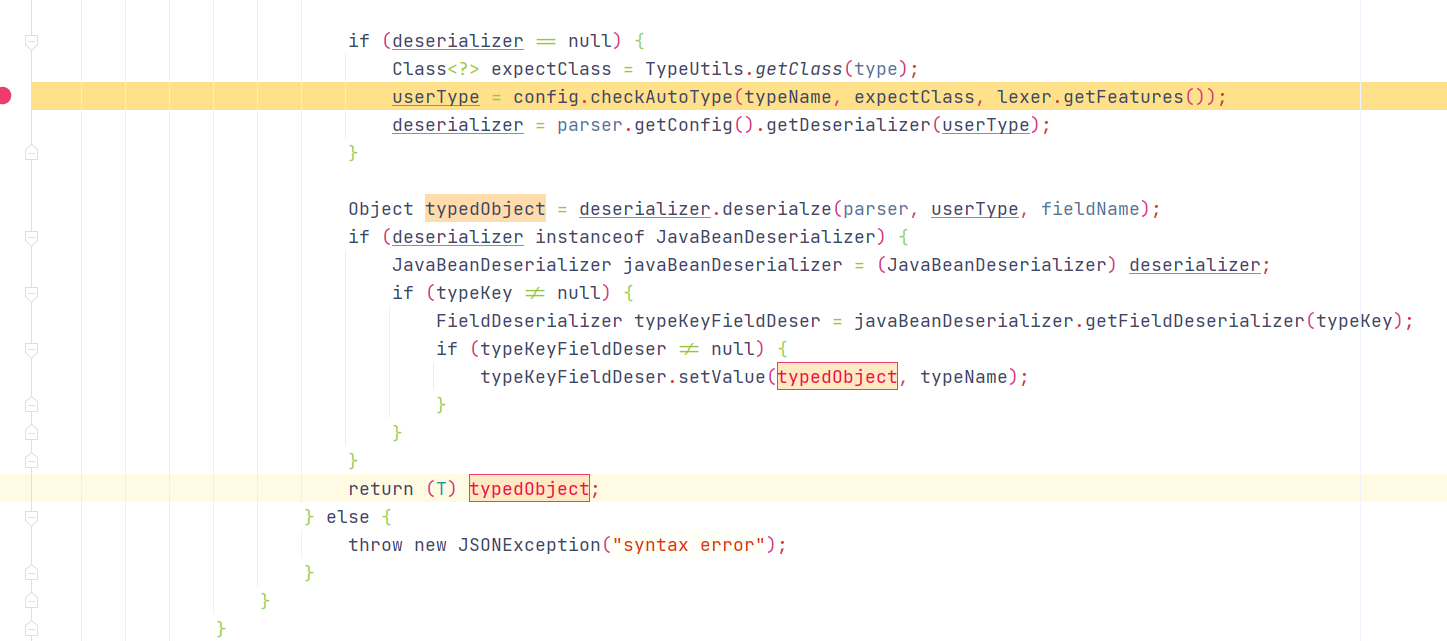 if (deserializer == null) {
Class<?> expectClass = TypeUtils.getClass(type);
userType = config.checkAutoType(typeName, expectClass, lexer.getFeatures());
deserializer = parser.getConfig().getDeserializer(userType);
}
Object typedObject = deserializer.deserialze(parser, userType, fieldName);
if (deserializer instanceof JavaBeanDeserializer) {
JavaBeanDeserializer javaBeanDeserializer = (JavaBeanDeserializer) deserializer;
if (typeKey != null) {
FieldDeserializer typeKeyFieldDeser = javaBeanDeserializer.getFieldDeserializer(typeKey);
if (typeKeyFieldDeser != null) {
typeKeyFieldDeser.setValue(typedObject, typeName);
}
}
}
return (T) typedObject;
} else {
throw new JSONException("syntax error");
}
}
}